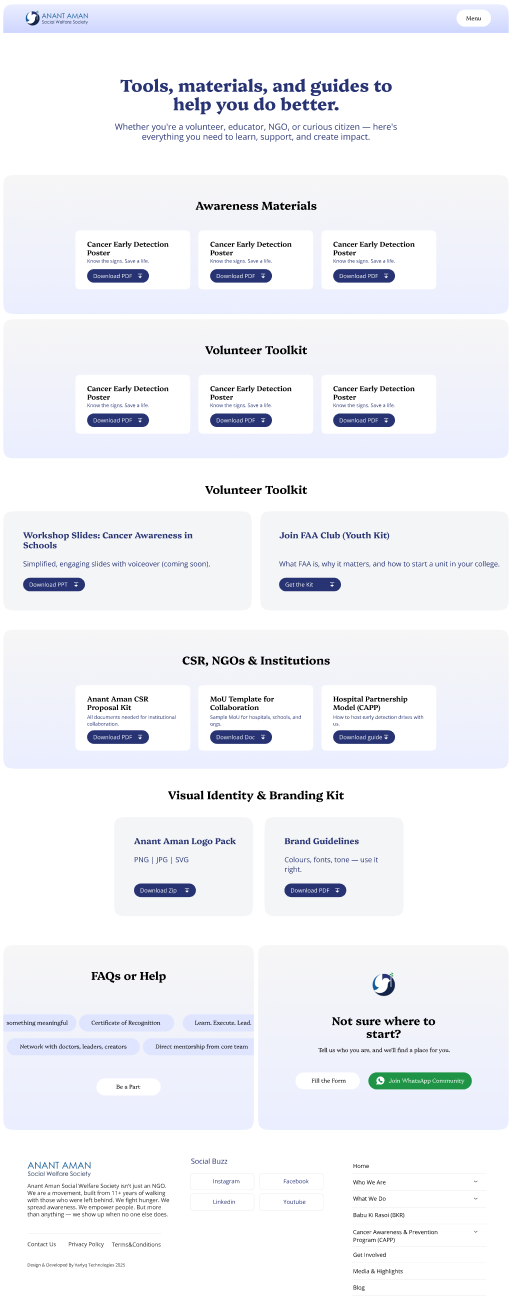 ANANT AMAN
Social Welfare Society
Menu
Tools, materials, and guides to
help you do better.
Whether you're a volunteer, educator, NGO, or curious citizen — here's
everything you need to learn, support, and create impact.
Awareness Materials
Cancer Early Detection
Poster
Know the signs. Save a life.
Download PDF
Cancer Early Detection
Poster
Know the signs. Save a life.
Download PDF
Cancer Early Detection
Poster
Know the signs. Save a life.
Download PDF
Volunteer Toolkit
Cancer Early Detection
Poster
Know the signs. Save a life.
Download PDF
Cancer Early Detection
Poster
Know the signs. Save a life.
Download PDF
Cancer Early Detection
Poster
Know the signs. Save a life.
Download PDF
Volunteer Toolkit
Workshop Slides: Cancer Awareness in
Schools
Simplified, engaging slides with voiceover (coming soon).
Download PPT
Join FAA Club (Youth Kit)
What FAA is, why it matters, and how to start a unit in your college.
Get the Kit
CSR, NGOs & Institutions
Anant Aman CSR
Proposal Kit
All documents needed for institutional
collaboration.
Download PDF
MoU Template for
Collaboration
Sample MoU for hospitals, schools, and
orgs.
Download Doc
Hospital Partnership
Model (CAPP)
How to host early detection drives with
us.
Download guide
Visual Identity & Branding Kit
Anant Aman Logo Pack
PNG | JPG | SVG
Download Zip
Brand Guidelines
Colours, fonts, tone — use it
right.
Download PDF
FAQs or Help
something meaningful
Certificate of Recognition
Learn. Execute. Lead.
Network with doctors, leaders, creators
Direct mentorship from core team
Be a Part
Not sure where to
start?
Tell us who you are, and we'll find a place for you.
Fill the Form
Join WhatsApp Community
ANANT AMAN
Social Welfare Society
Anant Aman Social Welfare Society isn't just an NGO.
We are a movement, built from 11+ years of walking
with those who were left behind. We fight hunger. We
spread awareness. We empower people. But more
than anything — we show up when no one else does.
Contact Us
Privacy Policy
Terms&Conditions
Design & Developed By Vattyq Technologies 2025
Social Buzz
Instagram
Facebook
Linkedin
Youtube
Home
Who We Are
What We Do
Babu Ki Rasoi (BKR)
Cancer Awareness & Prevention
Program (CAPP)
Get Involved
Media & Highlights
Blog